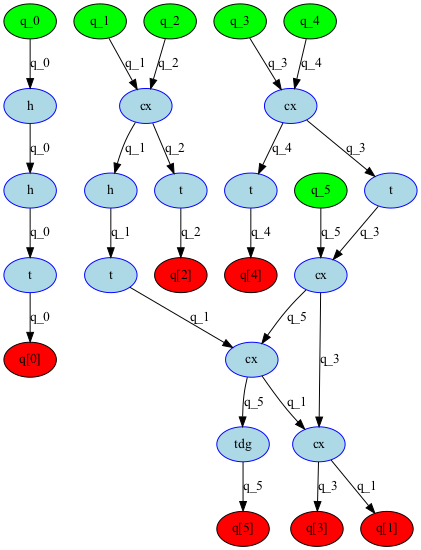 q_0 q_1 q_2 q_3 q_4
q_0 q_1 q_2 q_3 q_4
h cx cx
q_0 q_1 q_2 q_4 q_3
h h t t q_5 t
q_0 q_1 q_2 q_4 q_5 q_3
t t q[2] q[4] cx
q_0 q_1 q_5
q[0] cx q_3
q_5 q_1
tdg cx
q_5 q_3 q_1
q[5] q[3] q[1]